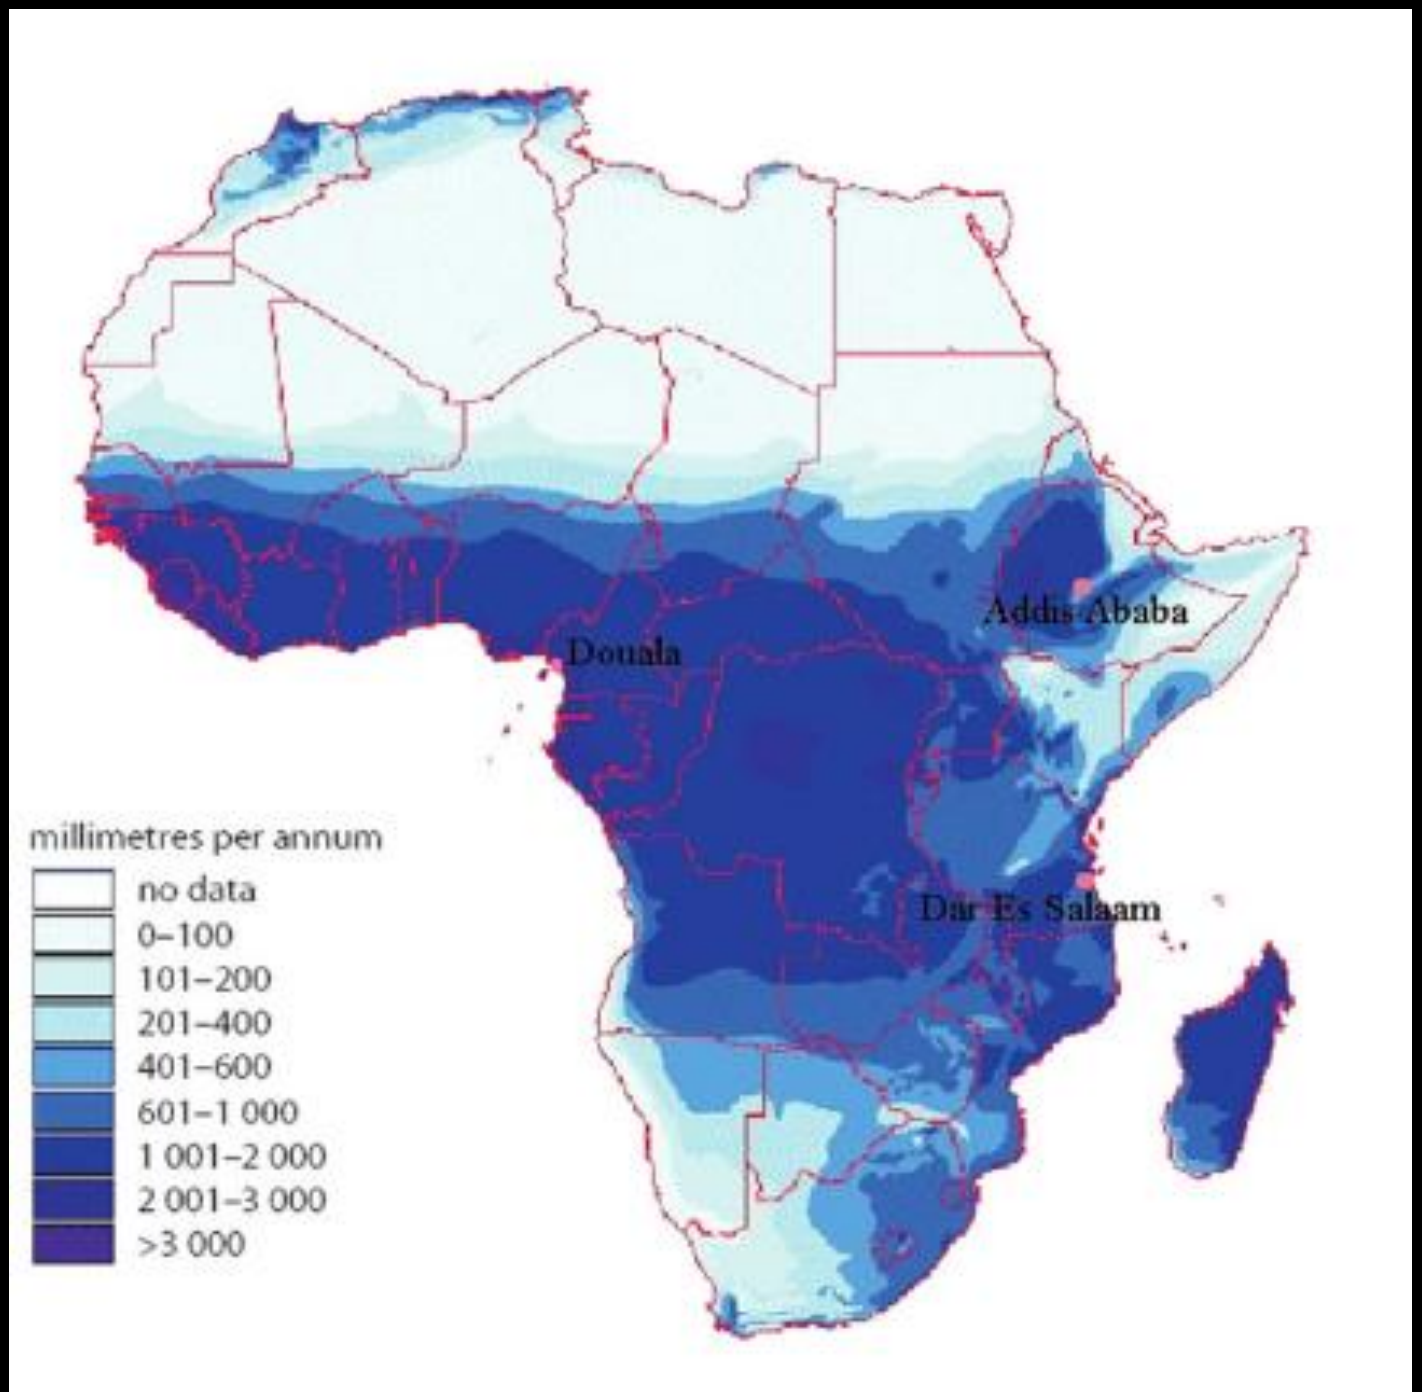 Addis Ababa
Douala
millimetres per annum
no data
0–100
101–200
201–400
401–600
601–1 000
1 001–2 000
2 001–3 000
>3 000
Dar Es Salaam